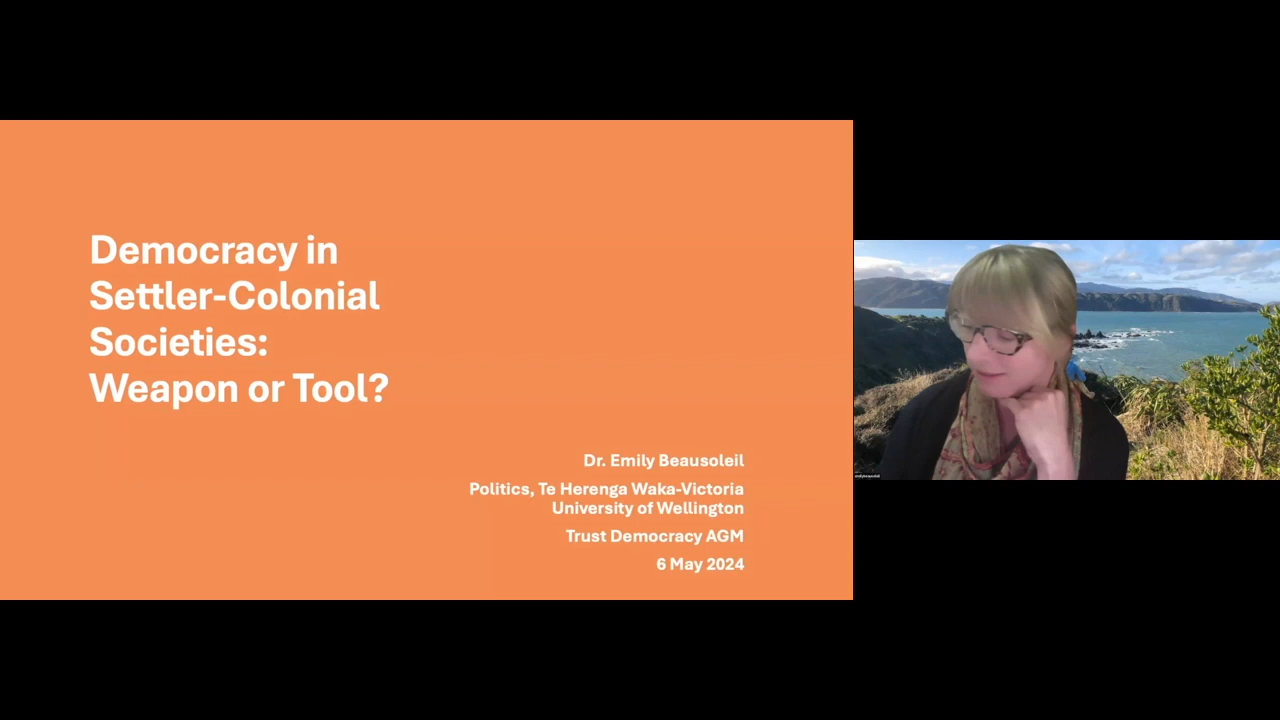 Democracy in
Settler-Colonial
Societies:
Weapon or Tool?
Dr. Emily Beausoleil
Politics, Te Herenga Waka-Victoria
University of Wellington
Trust Democracy AGM
6 May 2024